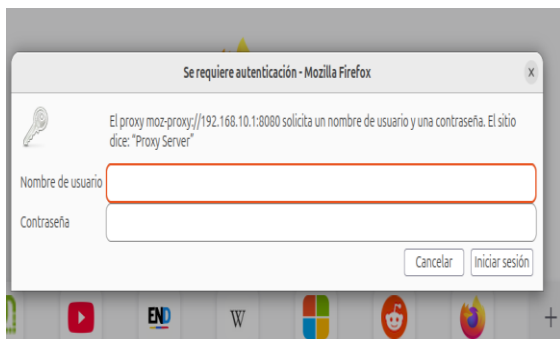 Se requiere autenticación - Mozilla Firefox
El proxy moz-proxy://192.168.10.1:8080 solicita un nombre de usuario y una contraseña. El sitio
dice: “Proxy Server”
Nombre de usuario
Contraseña
Cancelar Iniciar sesión
END W